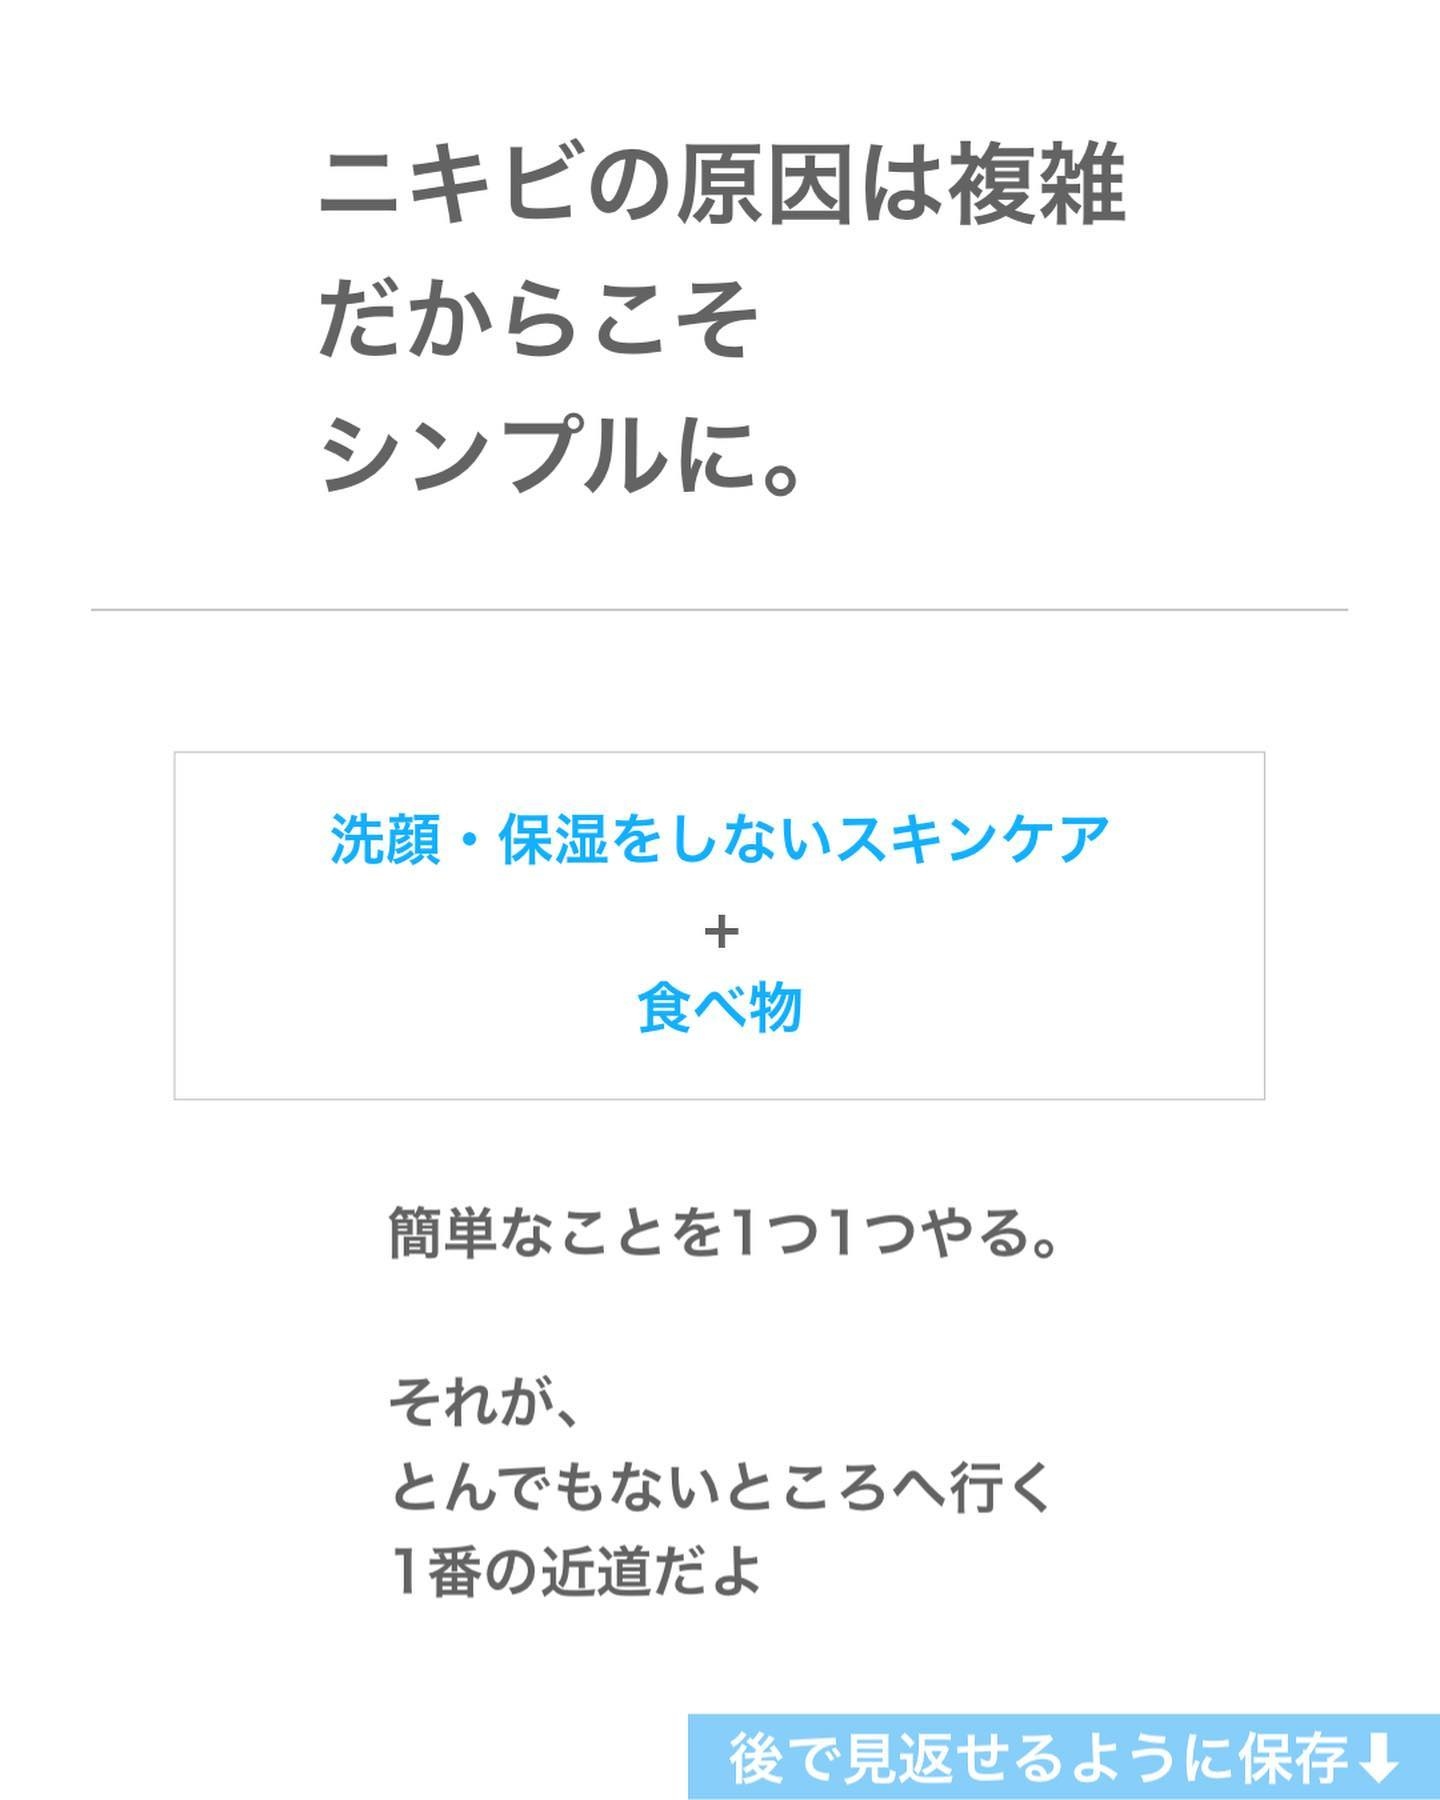 ニキビの原因は複雑
だからこそ
シンプルに。
洗顔・保湿をしないスキンケア
+
食べ物
簡単なことを1つ1つやる。
それが、
とんでもないところへ行く
1番の近道だよ
後で見返せるように保存⬇